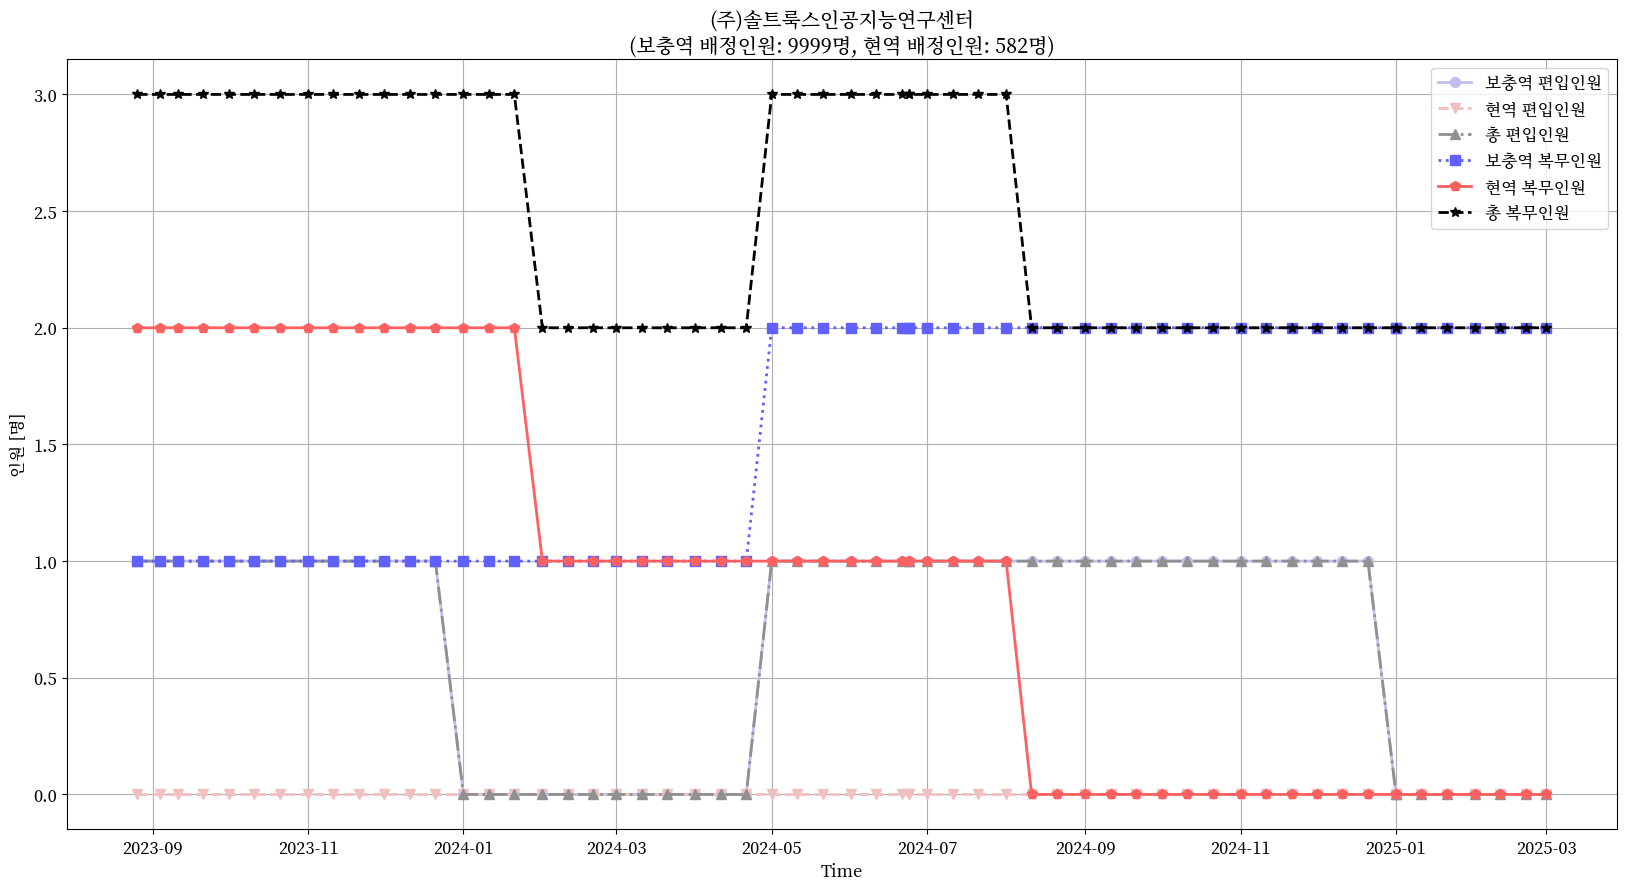 (주)솔트룩스인공지능연구센터
(보충역 배정인원: 9999명, 현역 배정인원: 582명)
보충역 편입인원
현역 편입인원
총 편입인원
보충역 복무인원
현역 복무인원
총 복무인원
인원 [명]
3.0
2.5
2.0
1.5
1.0
0.5
0.0
2023-09 2023-11 2024-01 2024-03 2024-05 2024-07 2024-09 2024-11 2025-01 2025-03
Time